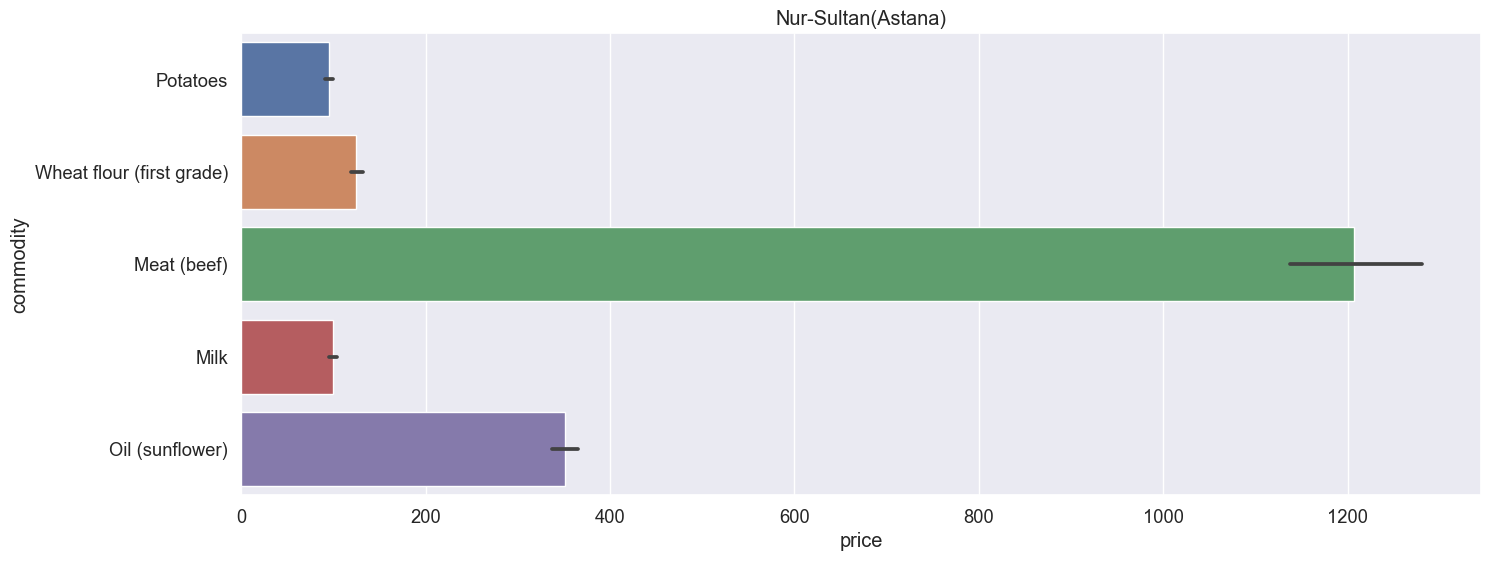 Nur-Sultan(Astana)
Potatoes
Wheat flour (first grade)
Meat (beef)
Milk
Oil (sunflower)
commodity
0 200 400 600 800 1000 1200
price